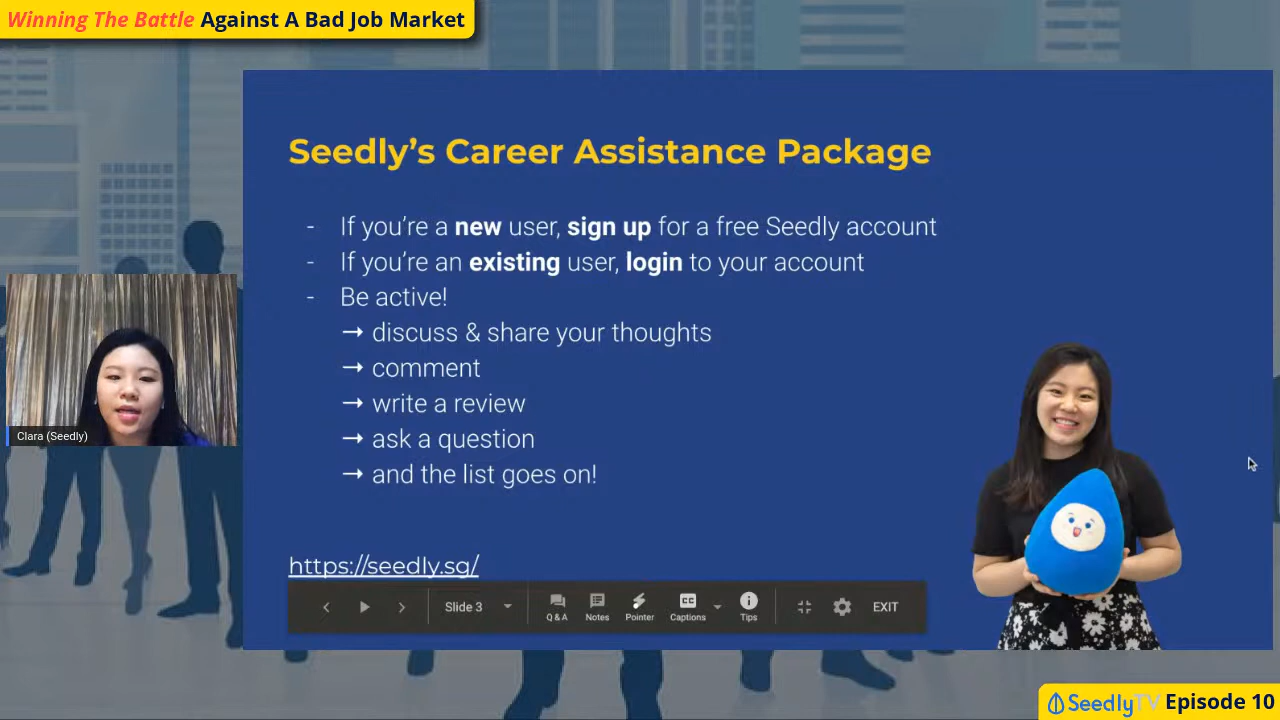 Winning The Battle Against A Bad Job Market
Seedly’s Career Assistance Package
- If you’re a new user, sign up for a free Seedly account
- If you’re an existing user, login to your account
- Be active!
→ discuss & share your thoughts
→ comment
→ write a review
→ ask a question
→ and the list goes on!
Clara (Seedly)
https://seedly.sg/
Slide 3
Q & A
Notes
Pointer
CC
Captions
Tips
EXIT
SeedlyTV Episode 10